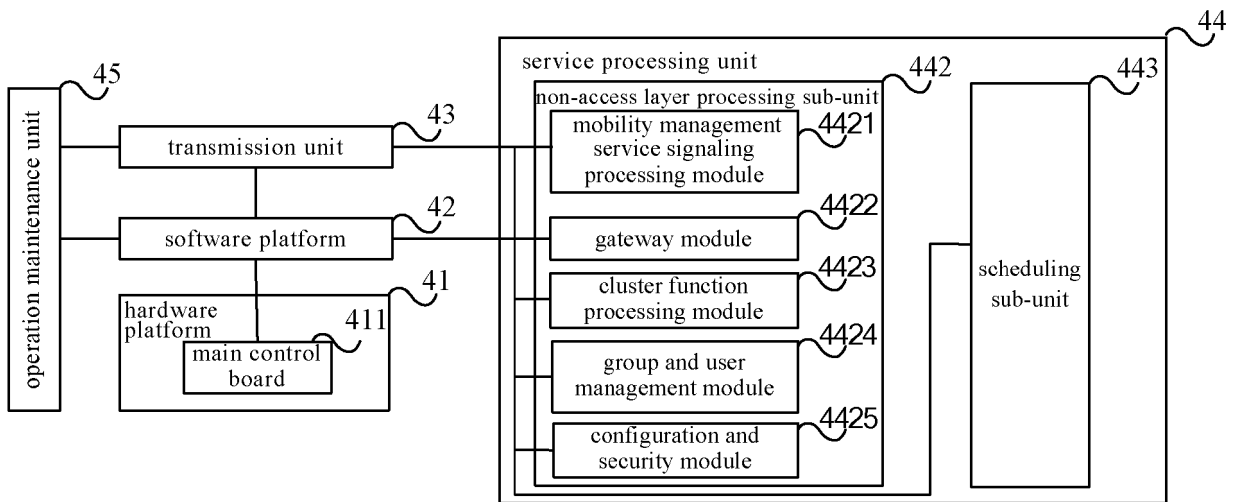 44
service processing unit
45
442
443
non-access layer processing sub-unit
operation maintenance unit
43
transmission unit
mobility management
service signaling
processing module
4421
42
software platform
4422
gateway module
41
hardware
platform
411
main control
board
4423
cluster function
processing module
scheduling
sub-unit
4424
group and user
management module
4425
configuration and
security module